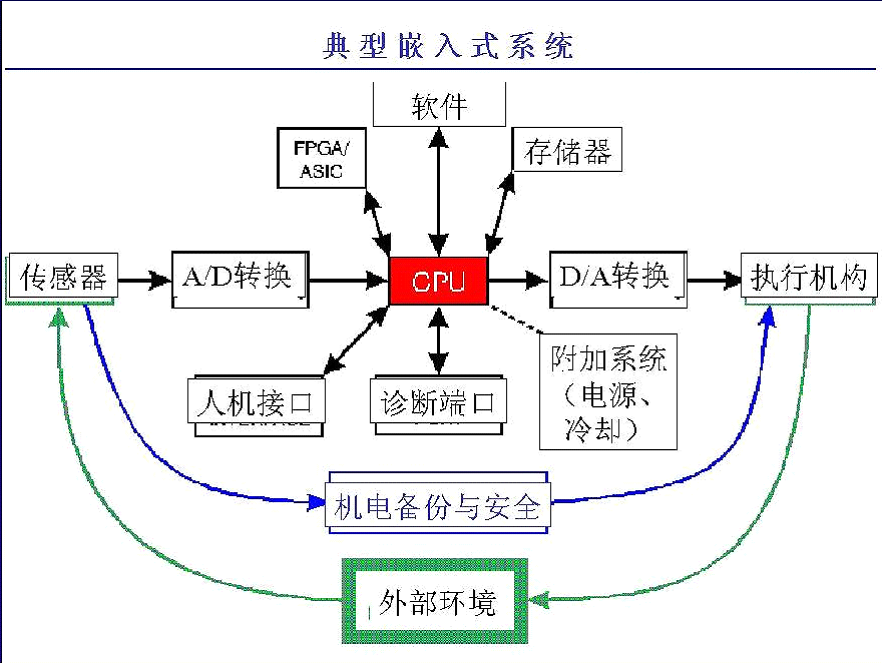 典型嵌入式系统
软件
FPGA/
ASIC
存储器
传感器
A/D转换
CPU
D/A转换
执行机构
人机接口
诊断端口
附加系统
（电源、
冷却）
机电备份与安全
外部环境